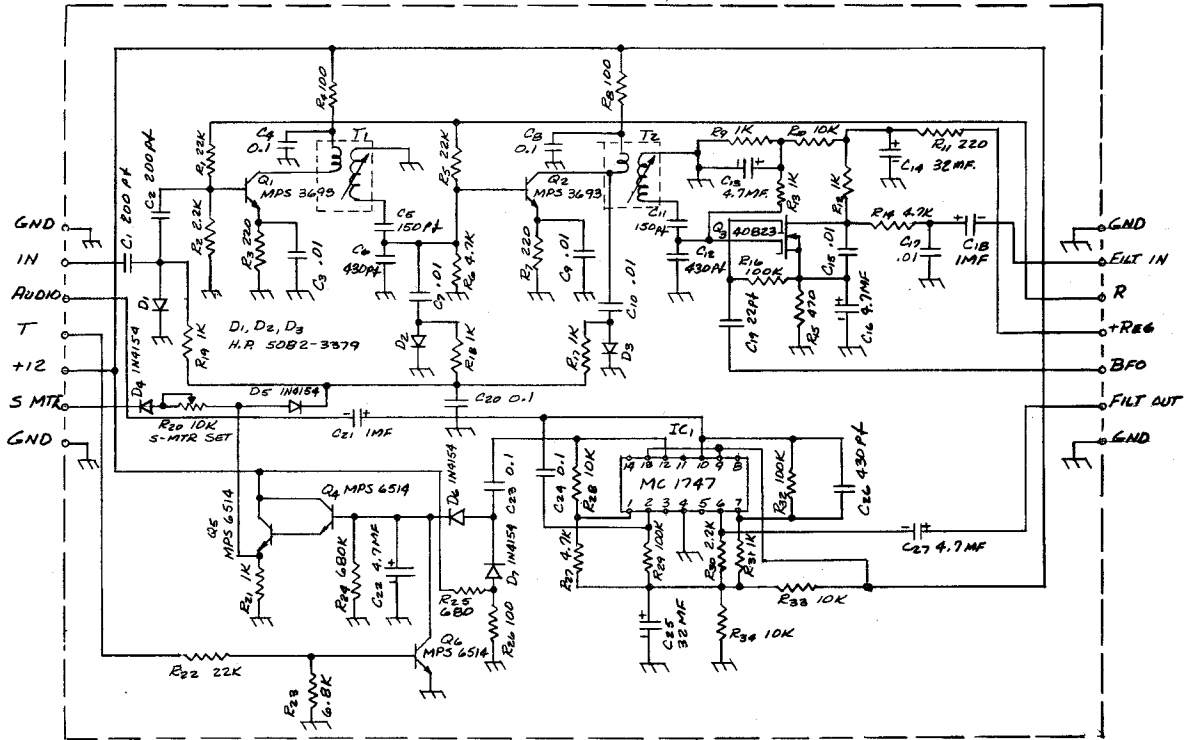 GND
IN
AUDIO
T
+12
S MTR
GND
C1 200 Pf
C2 200 Pf
R1 22K
R2 2.2K
Q1
MPS 3693
R3 220
C3 .01
D1
R19 1K
D1, D2, D3
H.P. 5082-3379
C4
0.1
R4 100
T1
C5
150 Pf
C6
430 Pf
C7 .01
R5 22K
R6 4.7K
D2
R18 1K
C20 0.1
Q2
MPS 3693
R7 220
C9 .01
C8
0.1
R8 100
T2
C10 .01
R17 1K
D3
C11
150 Pf
C12
430 Pf
R9 1K
C13
4.7 MF.
R10 10K
R13 1K
Q3
40823
R16
100K
C19 22Pf
R15 470
R12 1K
C15 .01
C16 4.7MF
C14 32 MF.
R11 220
R14 4.7K
C17
.01
C18
1MF
GND
FILT IN
R
+REG
BFO
FILT OUT
GND
D4 1N4154
R20 10K
S-MTR SET
D5 1N4154
C21 1MF
Q5
MPS 6514
Q4 MPS 6514
R21 1K
R24 680K
C22 4.7MF
D6 1N4154
C23 0.1
D7 1N4154
R25
680
R26 100
Q6
MPS 6514
R22 22K
R23
6.8K
C24 0.1
R28 10K
IC1
14 13 12 11 10 9 8
MC 1747
1 2 3 4 5 6 7
R27 4.7K
R29 100K
C25
32 MF
R30 2.2K
R31 1K
R32 100K
C26 430 Pf
C27 4.7 MF
R33 10K
R34 10K